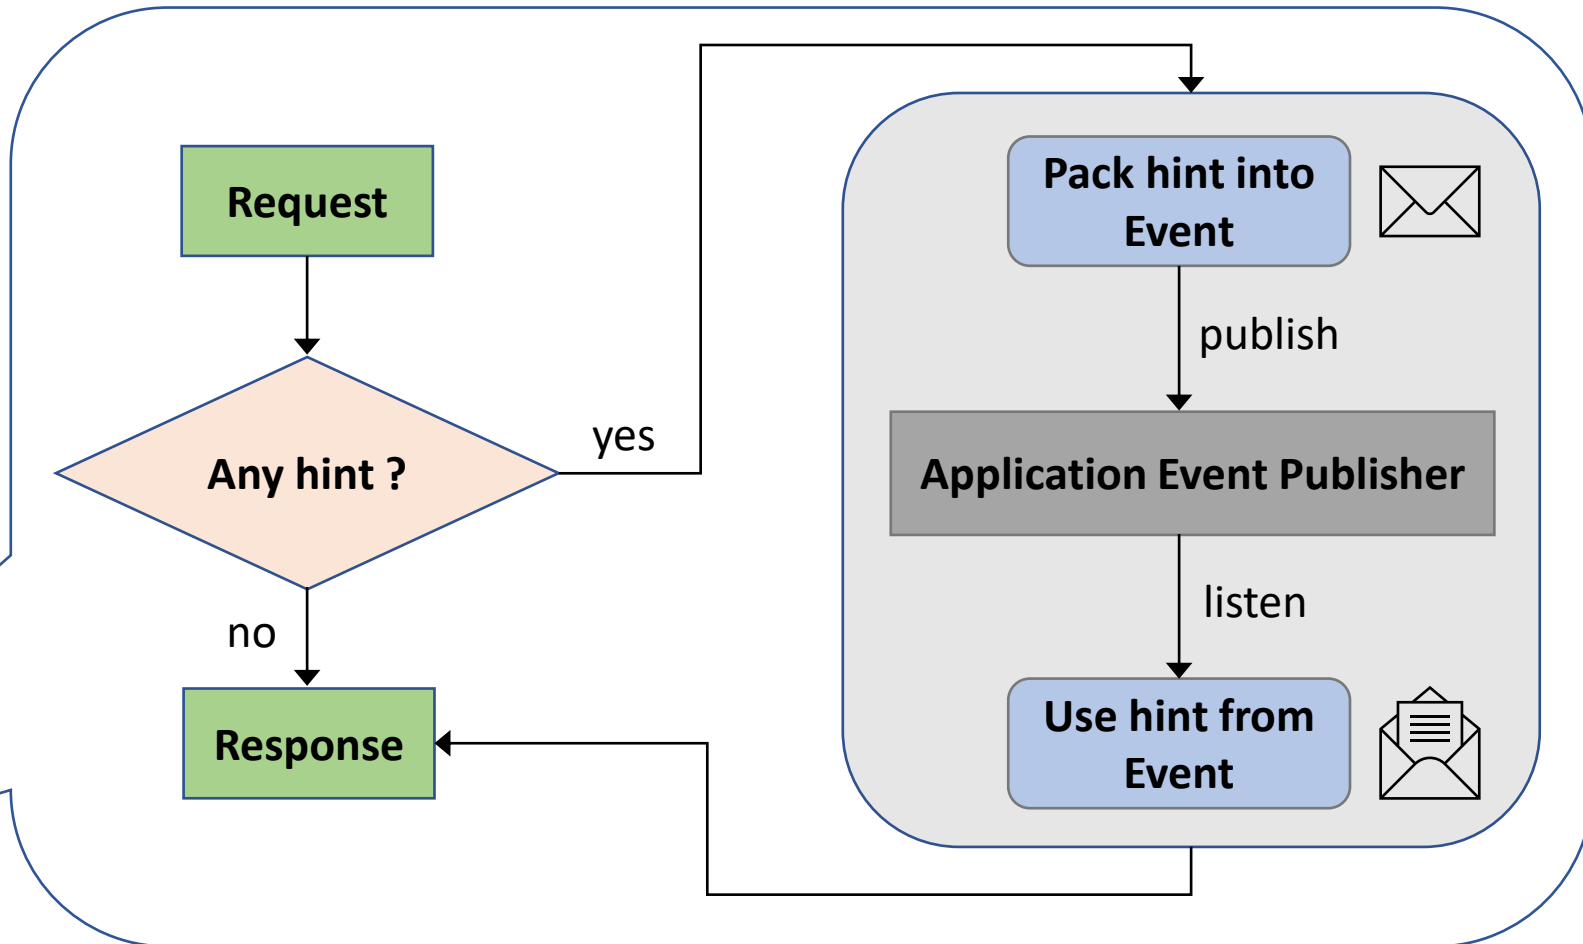 Request
Any hint ?
yes
no
Response
Pack hint into
Event
publish
Application Event Publisher
listen
Use hint from
Event